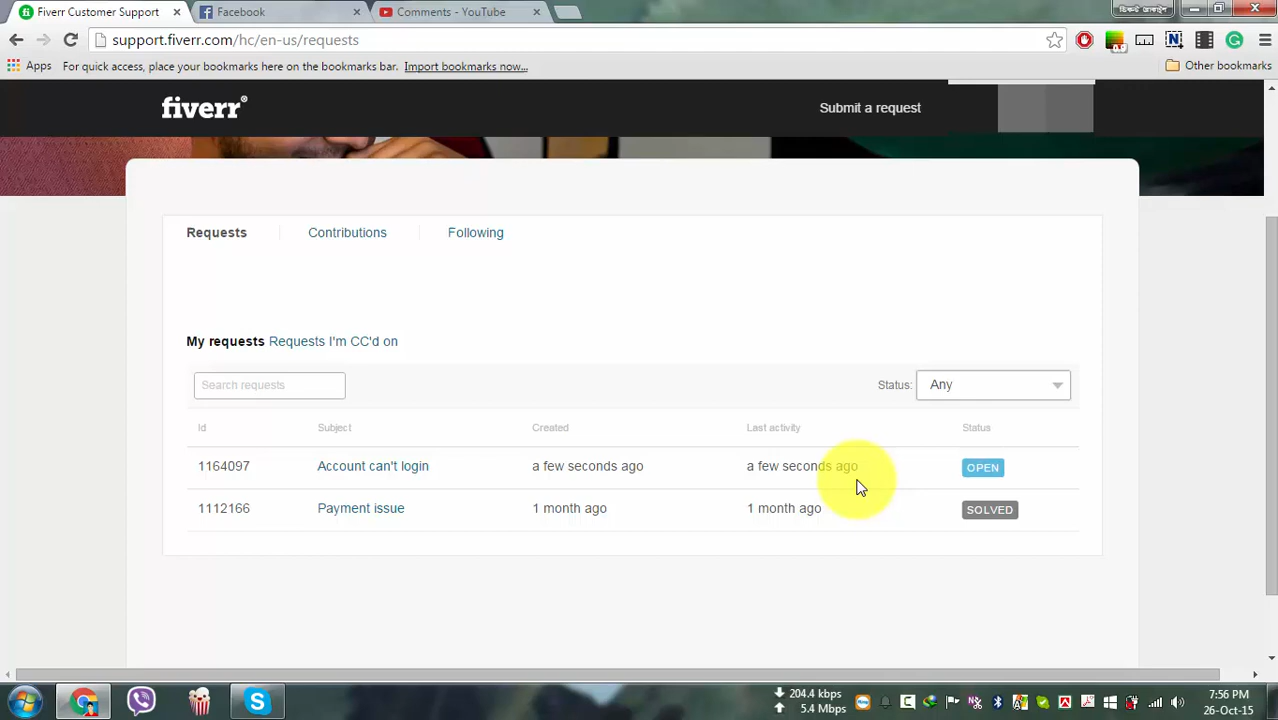 Fiverr Customer Support
Facebook
Comments - YouTube
support.fiverr.com/hc/en-us/requests
Apps
For quick access, place your bookmarks here on the bookmarks bar. Import bookmarks now...
Other bookmarks
fiverr®
Submit a request
Requests
Contributions
Following
My requests Requests I'm CC'd on
Search requests
Status: Any
Id Subject Created Last activity Status
1164097 Account can't login a few seconds ago a few seconds ago OPEN
1112166 Payment issue 1 month ago 1 month ago SOLVED
204.4 kbps
5.4 Mbps
7:56 PM
26-Oct-15